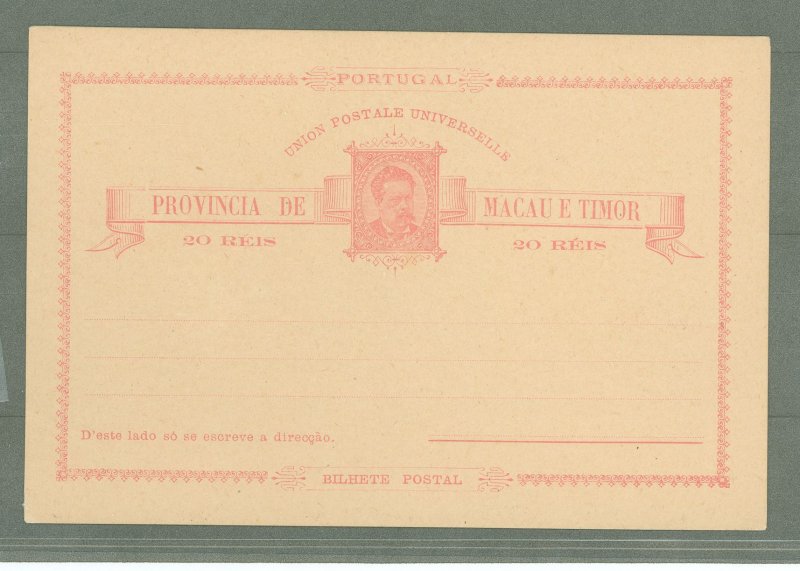 PORTUGAL
UNION POSTALE UNIVERSELLE
PROVINCIA DE MACAU E TIMOR
20 REIS 20 RÉIS
D'este lado só se escreve a direcção.
BILHETE POSTAL